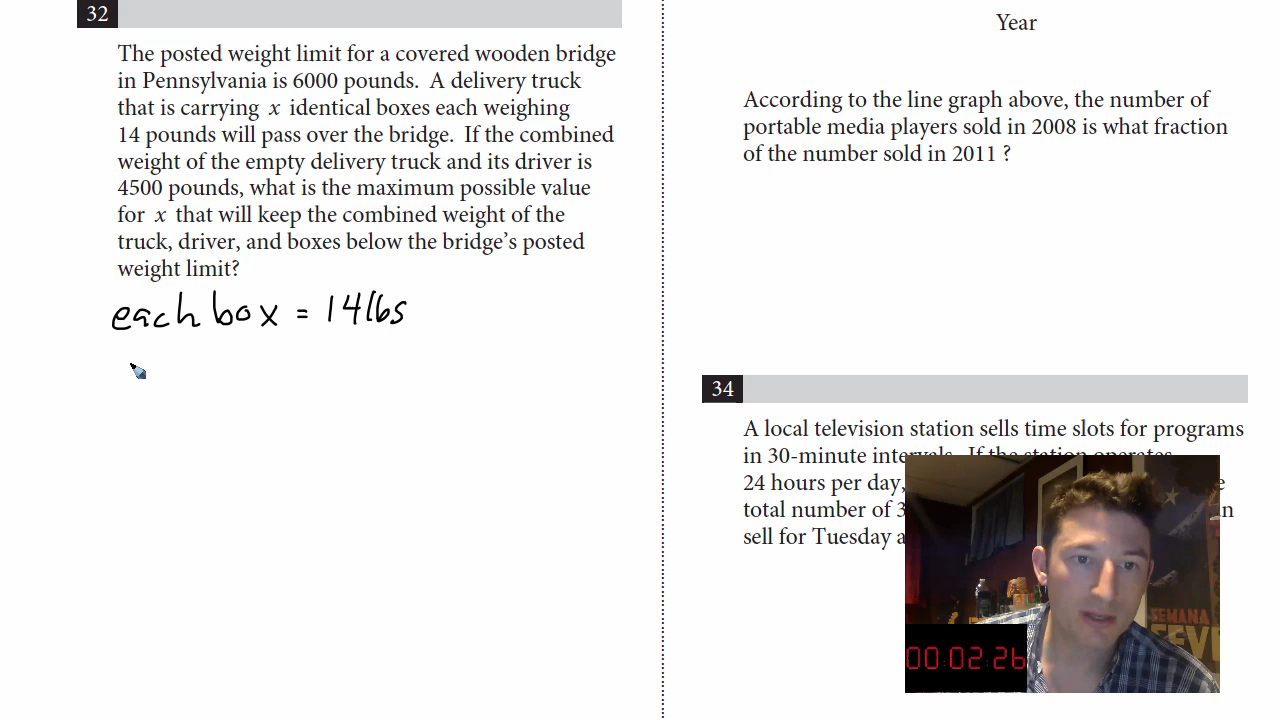 32
The posted weight limit for a covered wooden bridge
in Pennsylvania is 6000 pounds. A delivery truck
that is carrying x identical boxes each weighing
14 pounds will pass over the bridge. If the combined
weight of the empty delivery truck and its driver is
4500 pounds, what is the maximum possible value
for x that will keep the combined weight of the
truck, driver, and boxes below the bridge's posted
weight limit?
each box = 14lbs
Year
According to the line graph above, the number of
portable media players sold in 2008 is what fraction
of the number sold in 2011 ?
34
A local television station sells time slots for programs
in 30-minute intervals. If the station operates
24 hours per day,
total number of 3
sell for Tuesday a
SEMANA
00:02:26